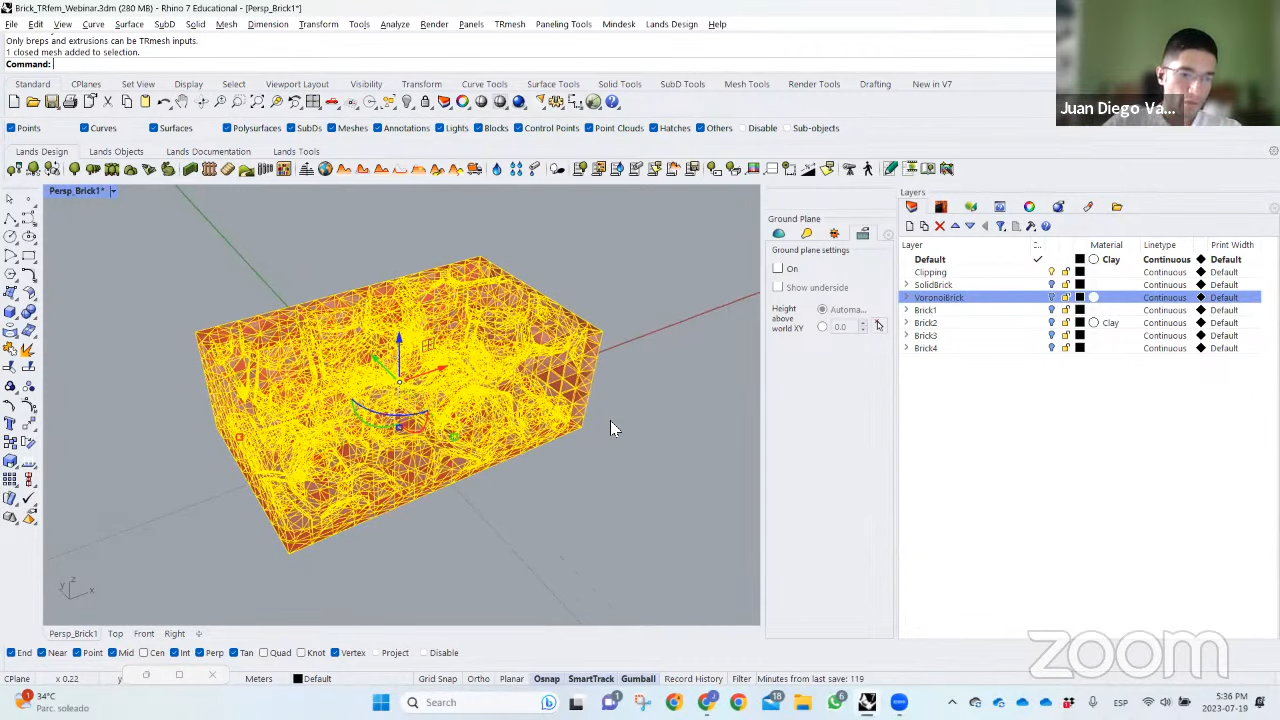 Brick_TRfem_Webinar.3dm (280 MB) - Rhino 7 Educational - [Persp_Brick1*]
File Edit View Curve Surface SubD Solid Mesh Dimension Transform Tools Analyze Render Panels TRmesh Paneling Tools Mindesk Lands Design Help
Only breps and extrusions can be TRmesh inputs.
1 closed mesh added to selection.
Command:
Juan Diego Va...
Standard CPlanes Set View Display Select Viewport Layout Visibility Transform Curve Tools Surface Tools Solid Tools SubD Tools Mesh Tools Render Tools Drafting New in V7
Points Curves Surfaces Polysurfaces SubDs Meshes Annotations Lights Blocks Control Points Point Clouds Hatches Others Disable Sub-objects
Lands Design Lands Objects Lands Documentation Lands Tools
Persp_Brick1*
Ground Plane
Ground plane settings
On
Show underside
Height above world XY
Automa...
0.0
Layers
Layer Material Linetype Print Width
Default Clay Continuous Default
Clipping Continuous Default
SolidBrick Continuous Default
VoronoiBrick Continuous Default
Brick1 Continuous Default
Brick2 Clay Continuous Default
Brick3 Continuous Default
Brick4 Continuous Default
z
y
x
Persp_Brick1 Top Front Right
zoom
End Near Point Mid Cen Int Perp Tan Quad Knot Vertex Project Disable
CPlane x 0.22 y Meters Default Grid Snap Ortho Planar Osnap SmartTrack Gumball Record History Filter Minutes from last save: 119
1
34°C
Parc. soleado
Search
1
18
6
ESP
5:36 PM
2023-07-19